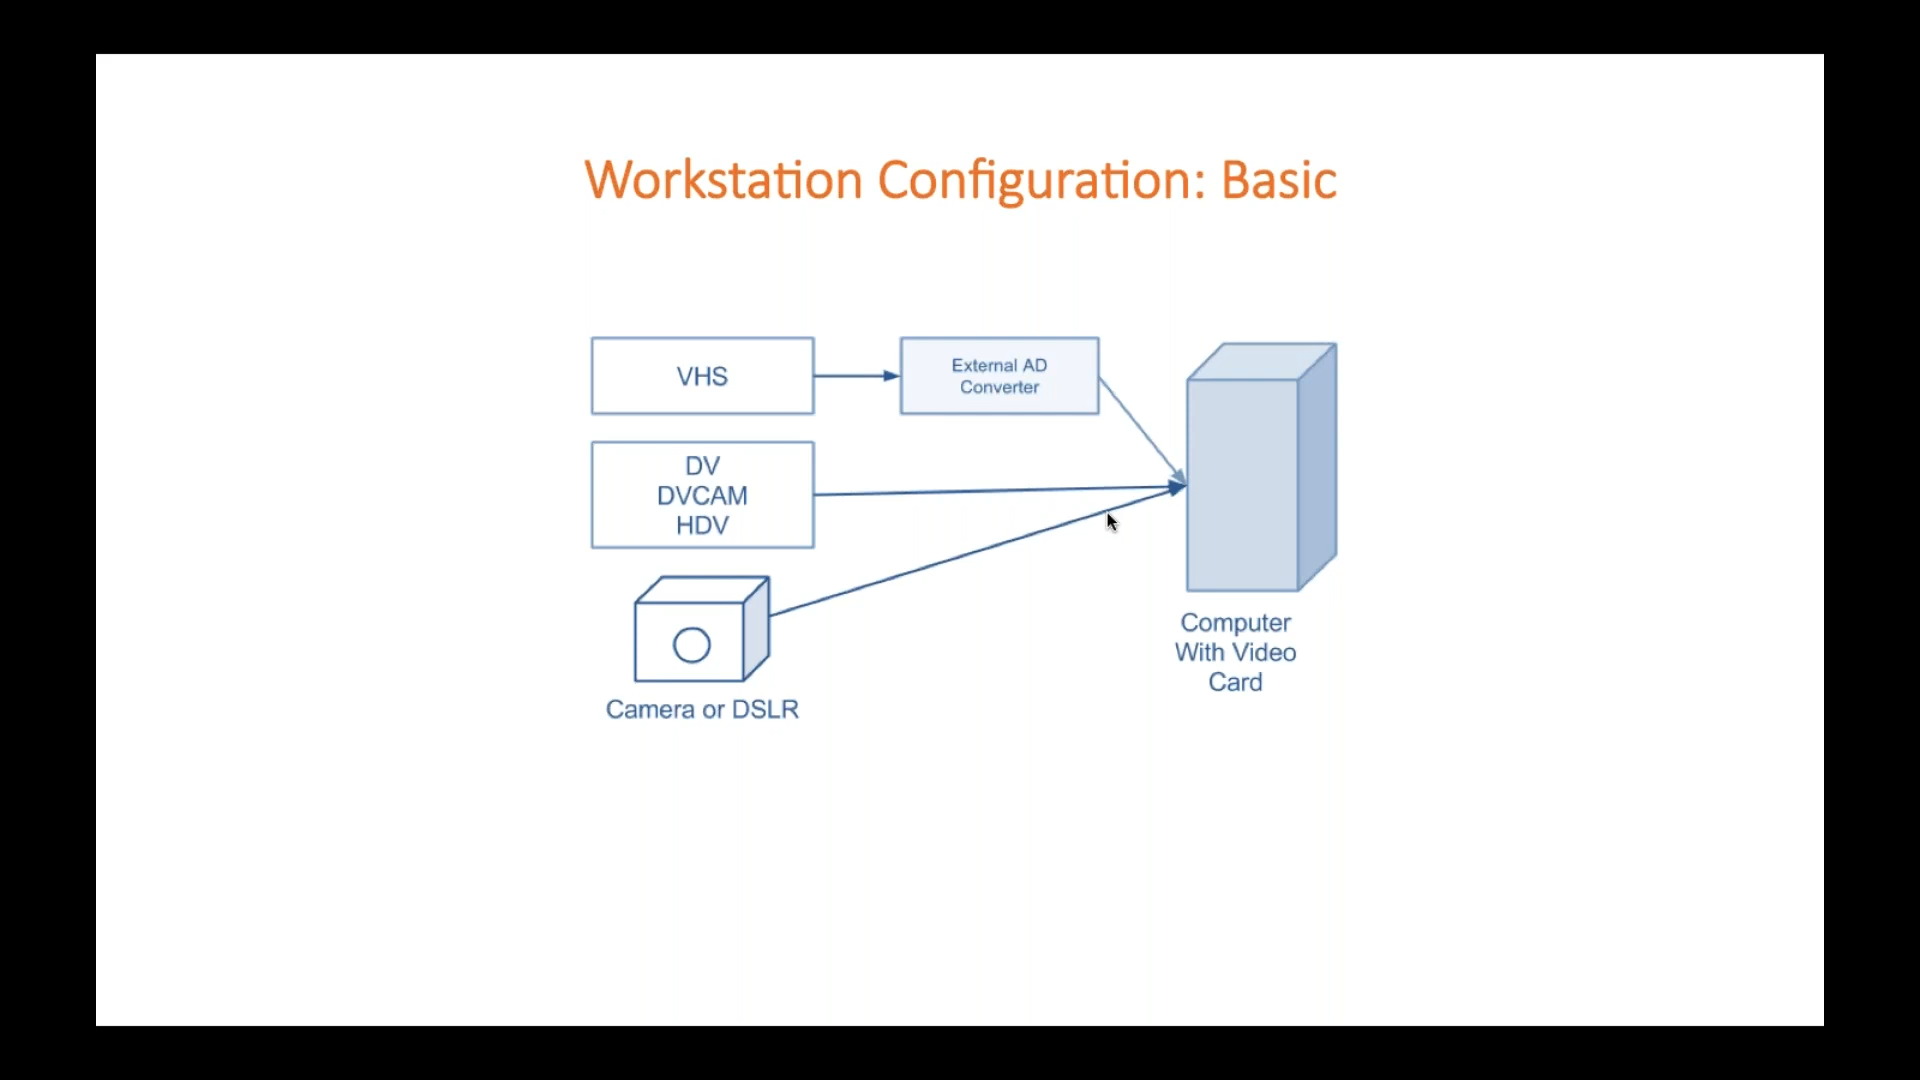 Workstation Configuration: Basic
VHS
External AD
Converter
DV
DVCAM
HDV
Camera or DSLR
Computer
With Video
Card